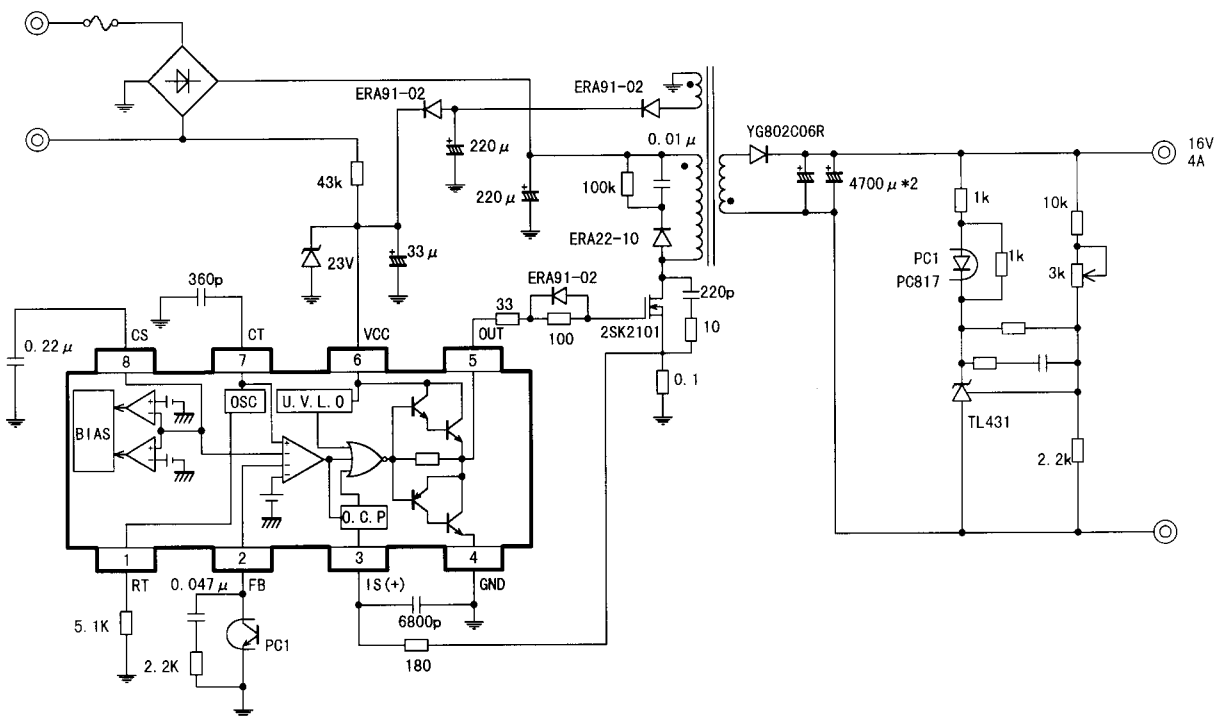 ERA91-02
ERA91-02
YG802C06R
16V
4A
0.01μ
220μ
43k
100k
220μ
4700μ*2
1k
10k
ERA22-10
23V
33μ
PC1
PC817
1k
3k
360p
ERA91-02
220p
33
100
2SK2101
10
CS
CT
VCC
OUT
0.22μ
8
7
6
5
0.1
OSC
U.V.L.O
TL431
BIAS
2.2k
O.C.P
1
2
3
4
RT
0.047μ
FB
IS(+)
GND
6800p
5.1K
PC1
2.2K
180